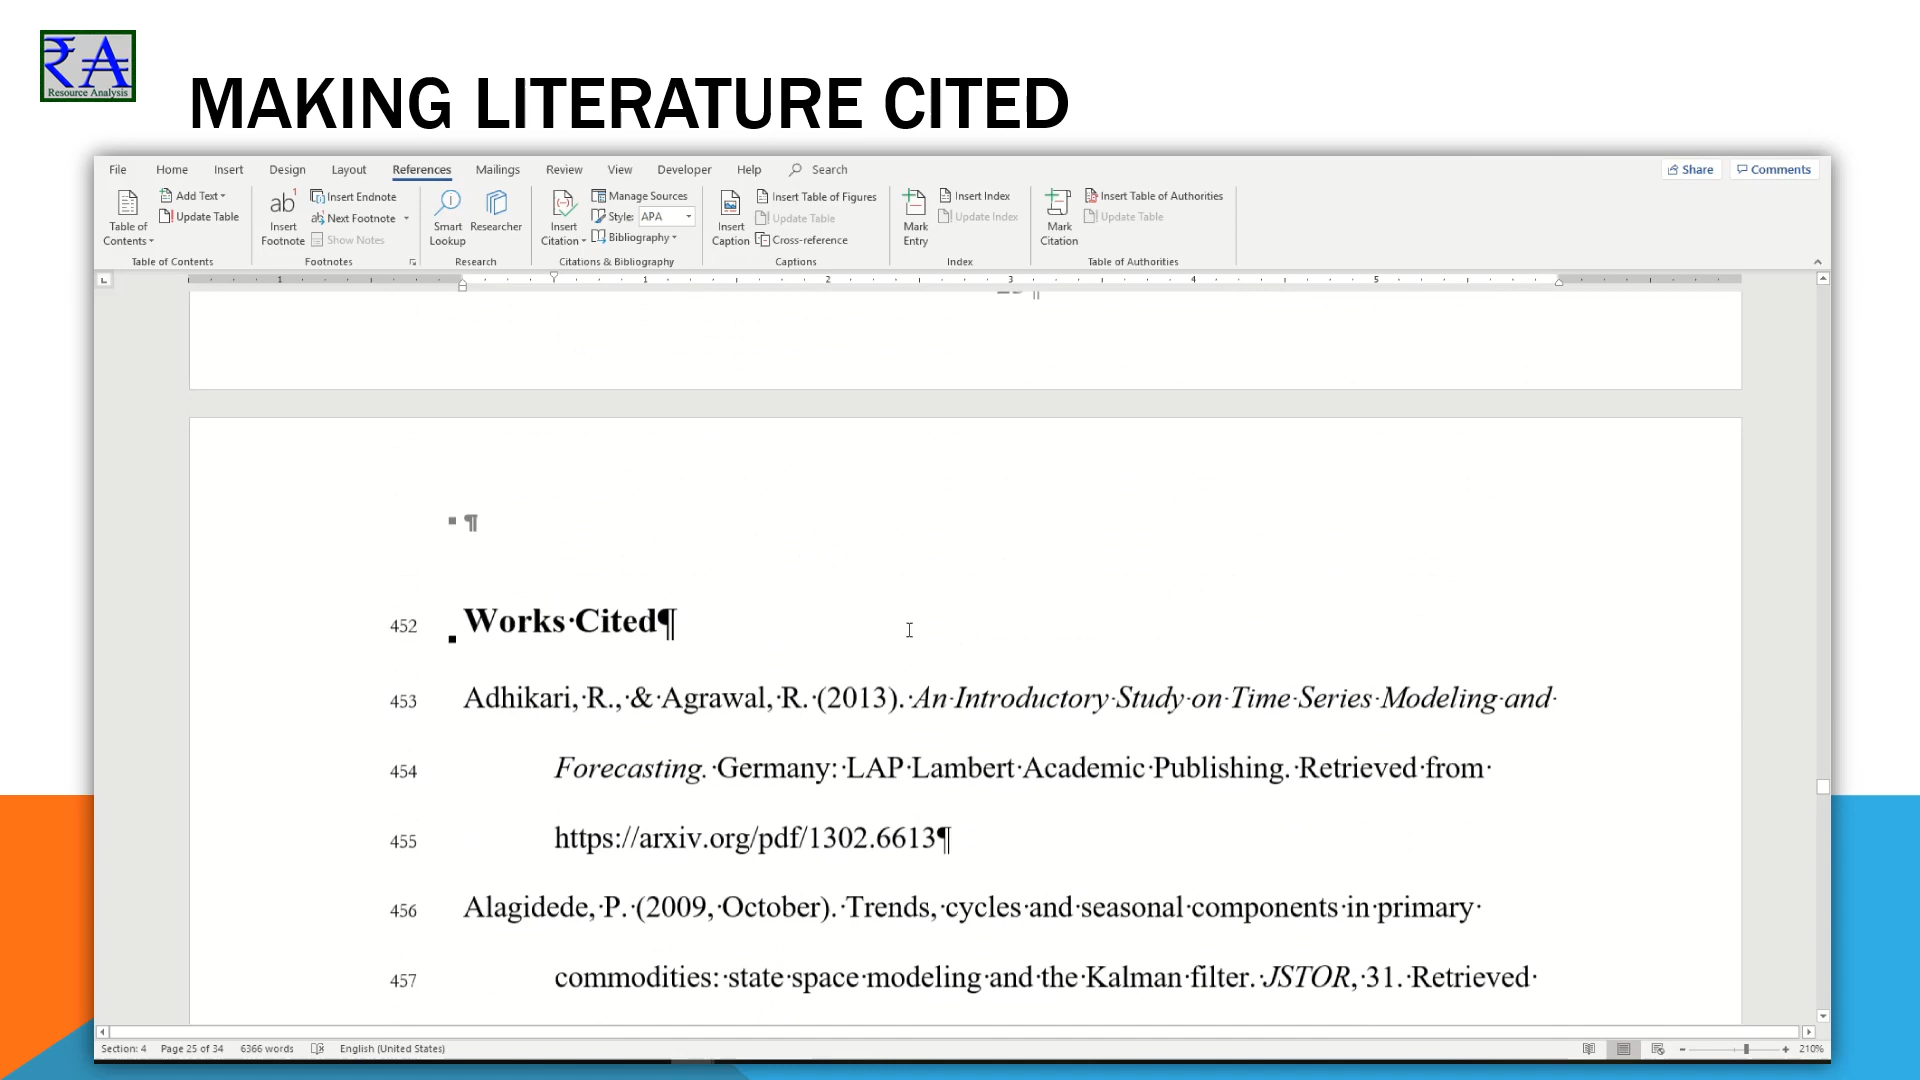 ₹A
Resource Analysis
MAKING LITERATURE CITED
File Home Insert Design Layout References Mailings Review View Developer Help Search Share Comments
Table of Contents
Add Text
Update Table
Table of Contents
ab Insert Footnote
Insert Endnote
Next Footnote
Show Notes
Footnotes
Smart Lookup
Researcher
Research
Insert Citation
Manage Sources
Style: APA
Bibliography
Citations & Bibliography
Insert Caption
Insert Table of Figures
Update Table
Cross-reference
Captions
Mark Entry
Insert Index
Update Index
Index
Mark Citation
Insert Table of Authorities
Update Table
Table of Authorities
1 1 2 3 4 5
¶
452 Works·Cited¶
453 Adhikari,·R.,·&·Agrawal,·R.·(2013).·An·Introductory·Study·on·Time·Series·Modeling·and·
454 Forecasting.·Germany:·LAP·Lambert·Academic·Publishing.·Retrieved·from·
455 https://arxiv.org/pdf/1302.6613¶
456 Alagidede,·P.·(2009,·October).·Trends,·cycles·and·seasonal·components·in·primary·
457 commodities:·state·space·modeling·and·the·Kalman·filter.·JSTOR,·31.·Retrieved·
Section: 4 Page 25 of 34 6366 words English (United States) 210%